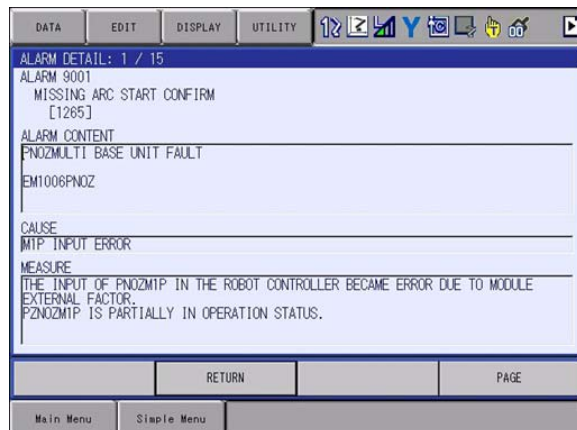 DATA
EDIT
DISPLAY
UTILITY
ALARM DETAIL: 1 / 15
ALARM 9001
MISSING ARC START CONFIRM
[1265]
ALARM CONTENT
PNOZMULTI BASE UNIT FAULT
EM1006PNOZ
CAUSE
M1P INPUT ERROR
MEASURE
THE INPUT OF PNOZM1P IN THE ROBOT CONTROLLER BECAME ERROR DUE TO MODULE
EXTERNAL FACTOR.
PZNOZM1P IS PARTIALLY IN OPERATION STATUS.
RETURN
PAGE
Main Menu
Simple Menu